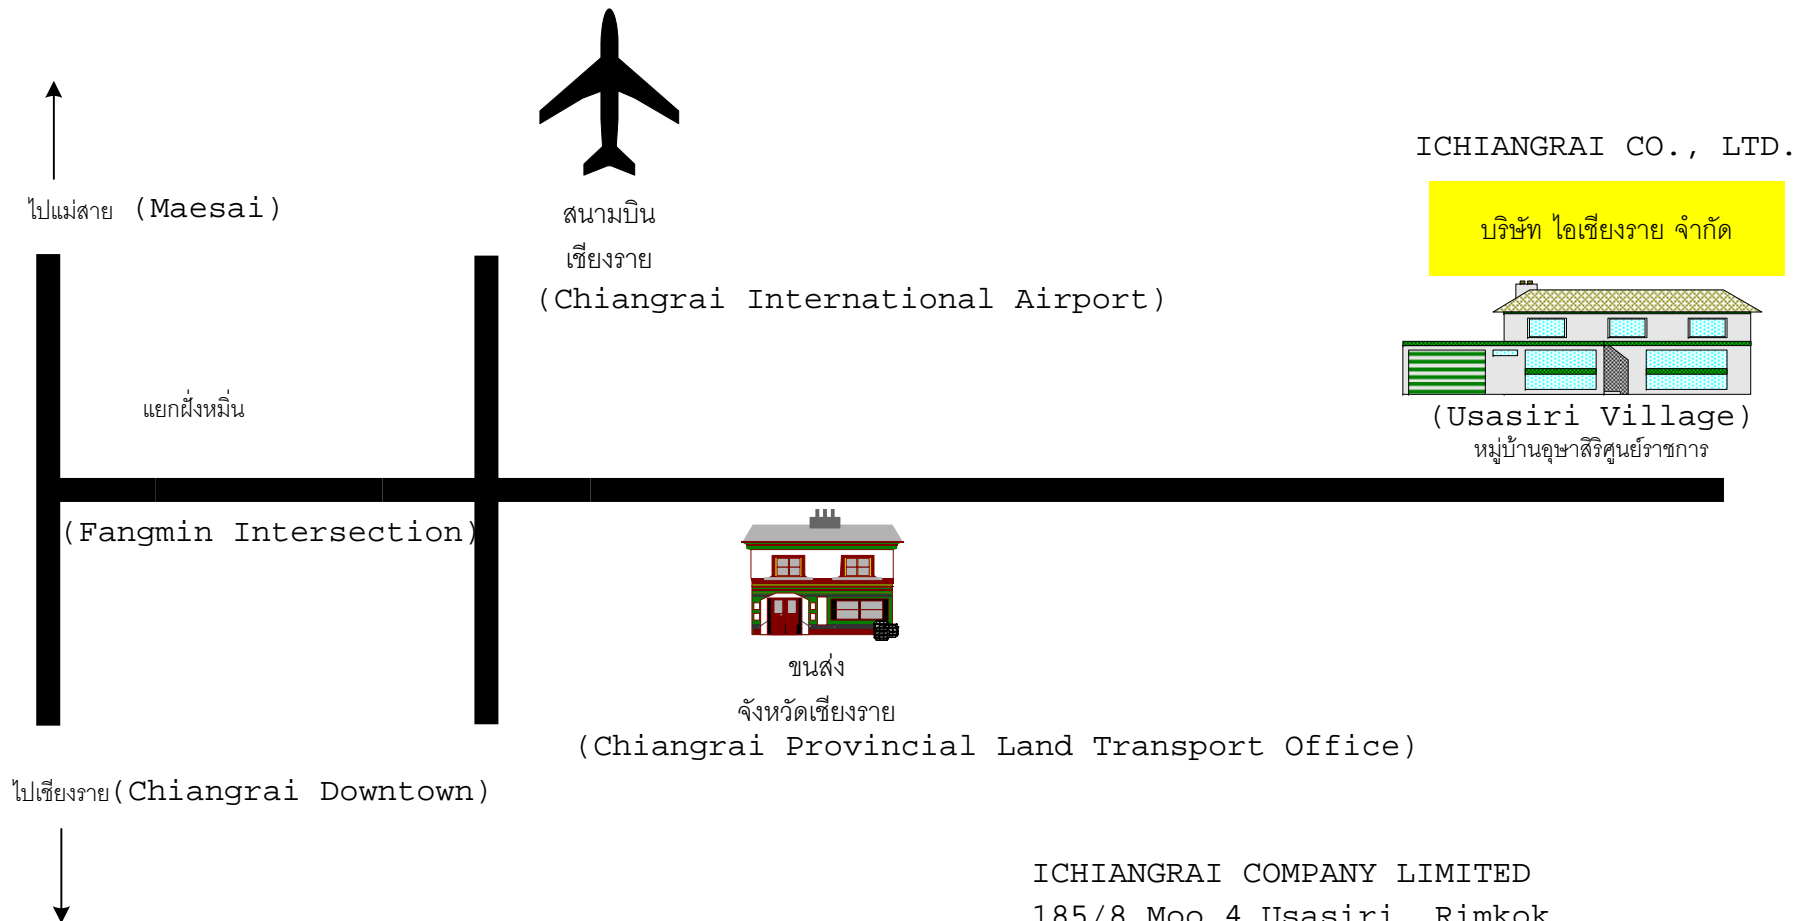 ICHIANGRAI CO., LTD.
ไปแม่สาย (Maesai)
สนามบิน
เชียงราย
(Chiangrai International Airport)
บริษัท ไอเชียงราย จำกัด
แยกฝั่งหมิ่น
(Usasiri Village)
หมู่บ้านอุษาสิริศูนย์ราชการ
(Fangmin Intersection)
ขนส่ง
จังหวัดเชียงราย
(Chiangrai Provincial Land Transport Office)
ไปเชียงราย(Chiangrai Downtown)
ICHIANGRAI COMPANY LIMITED
185/8 Moo 4 Usasiri, Rimkok